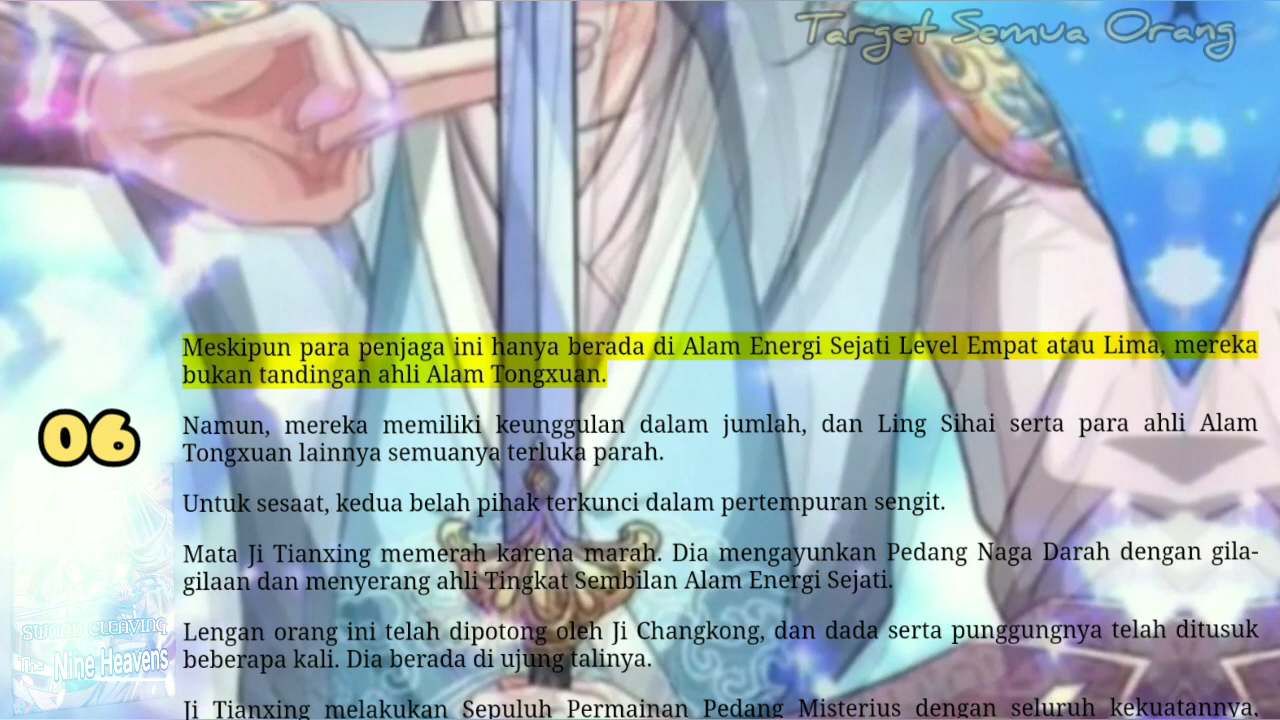 Target Semua Orang
Meskipun para penjaga ini hanya berada di Alam Energi Sejati Level Empat atau Lima, mereka
bukan tandingan ahli Alam Tongxuan.
06
Namun, mereka memiliki keunggulan dalam jumlah, dan Ling Sihai serta para ahli Alam
Tongxuan lainnya semuanya terluka parah.
Untuk sesaat, kedua belah pihak terkunci dalam pertempuran sengit.
Mata Ji Tianxing memerah karena marah. Dia mengayunkan Pedang Naga Darah dengan gila-
gilaan dan menyerang ahli Tingkat Sembilan Alam Energi Sejati.
Lengan orang ini telah dipotong oleh Ji Changkong, dan dada serta punggungnya telah ditusuk
beberapa kali. Dia berada di ujung talinya.
SWORD CLEAVING
The Nine Heavens
Ji Tianxing melakukan Sepuluh Permainan Pedang Misterius dengan seluruh kekuatannya.